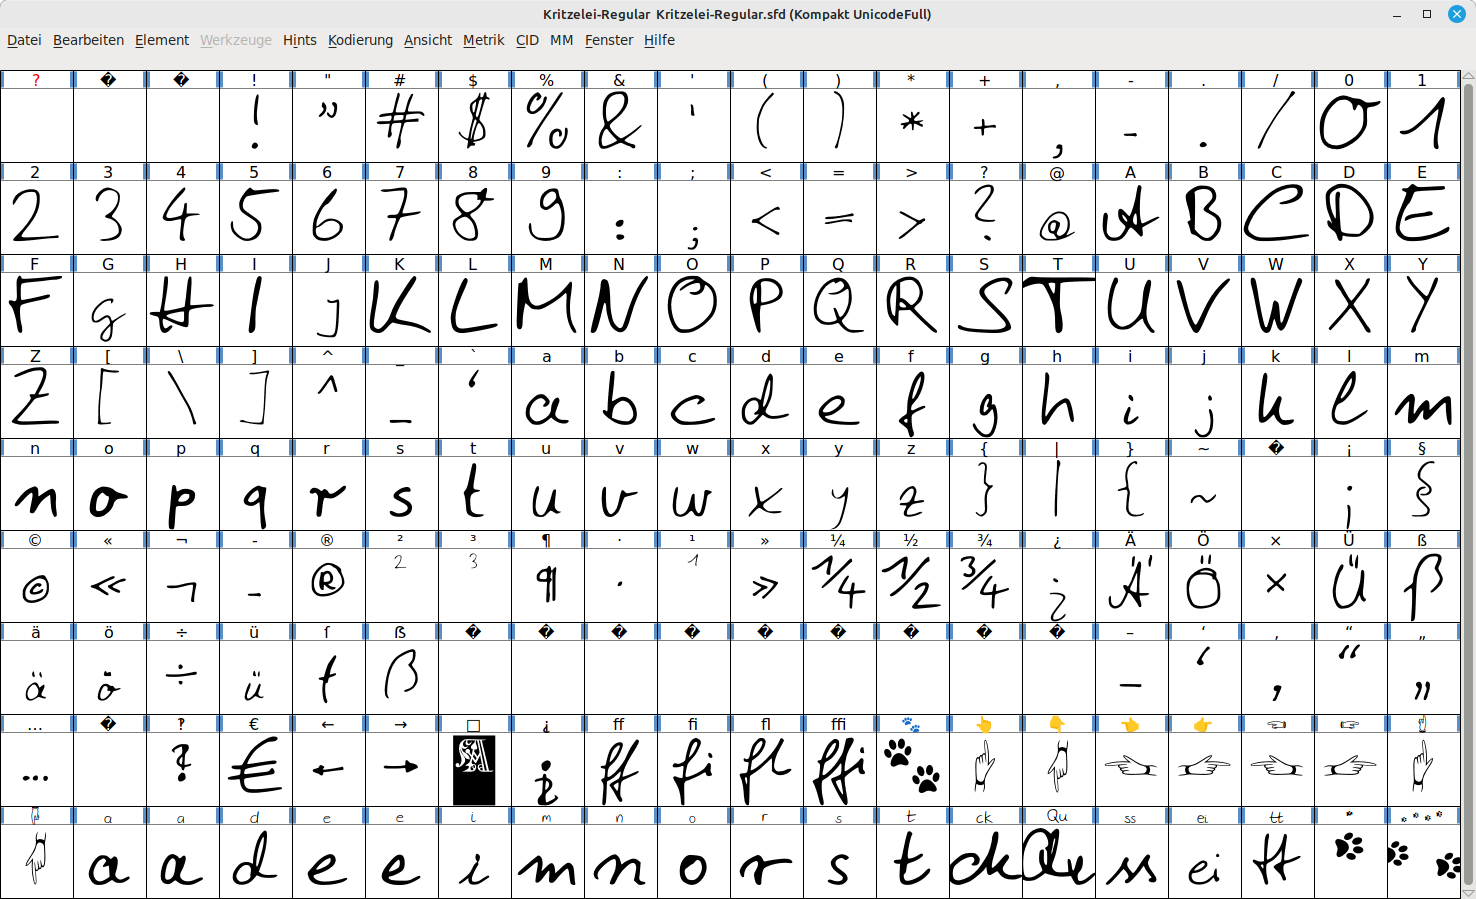 Kritzelei-Regular Kritzelei-Regular.sfd (Kompakt UnicodeFull)
Datei Bearbeiten Element Werkzeuge Hints Kodierung Ansicht Metrik CID MM Fenster Hilfe
? � � ! " # $ % & ' ( ) * + , - . / 0 1
! " # $ % & ' ( ) * + , - . / 0 1
2 3 4 5 6 7 8 9 : ; < = > ? @ A B C D E
2 3 4 5 6 7 8 9 : ; < = > ? @ A B C D E
F G H I J K L M N O P Q R S T U V W X Y
F G H I J K L M N O P Q R S T U V W X Y
Z [ \ ] ^ _ ` a b c d e f g h i j k l m
Z [ \ ] ^ _ ‘ a b c d e f g h i j k l m
n o p q r s t u v w x y z { | } ~ � ¡ §
n o p q r s t u v w x y z } | { ~ ¡ §
© « ¬ - ® ² ³ ¶ · ¹ » ¼ ½ ¾ ¿ Ä Ö × Ü ß
© « ¬ - ® ² ³ ¶ · ¹ » ¼ ½ ¾ ¿ Ä Ö × Ü ß
ä ö ÷ ü ſ ẞ � � � � � � � � � – ‘ ‚ “ „
ä ö ÷ ü ſ ẞ – ‘ ‚ “ „
… � ‽ € ← → □ ⸘ ff fi fl ffi 🐾 👆 👇 👈 👉 ☜ ☞ ☝
… ‽ € ← → A ⸘ ff fi fl ffi 🐾 👆 👇 👈 👉 ☜ ☞ ☝
☟ a a d e e i m n o r s t ck Qu ss ei tt
☟ a a d e e i m n o r s t ck Qu ss ei tt